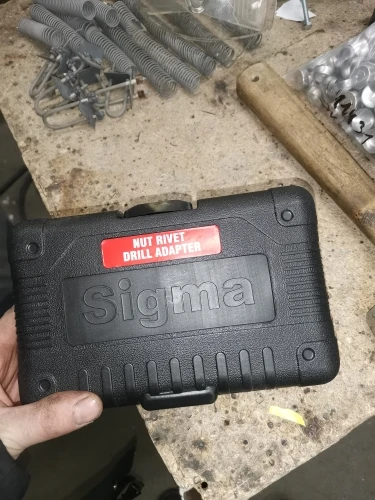 NUT RIVET
DRILL ADAPTER
Sigma